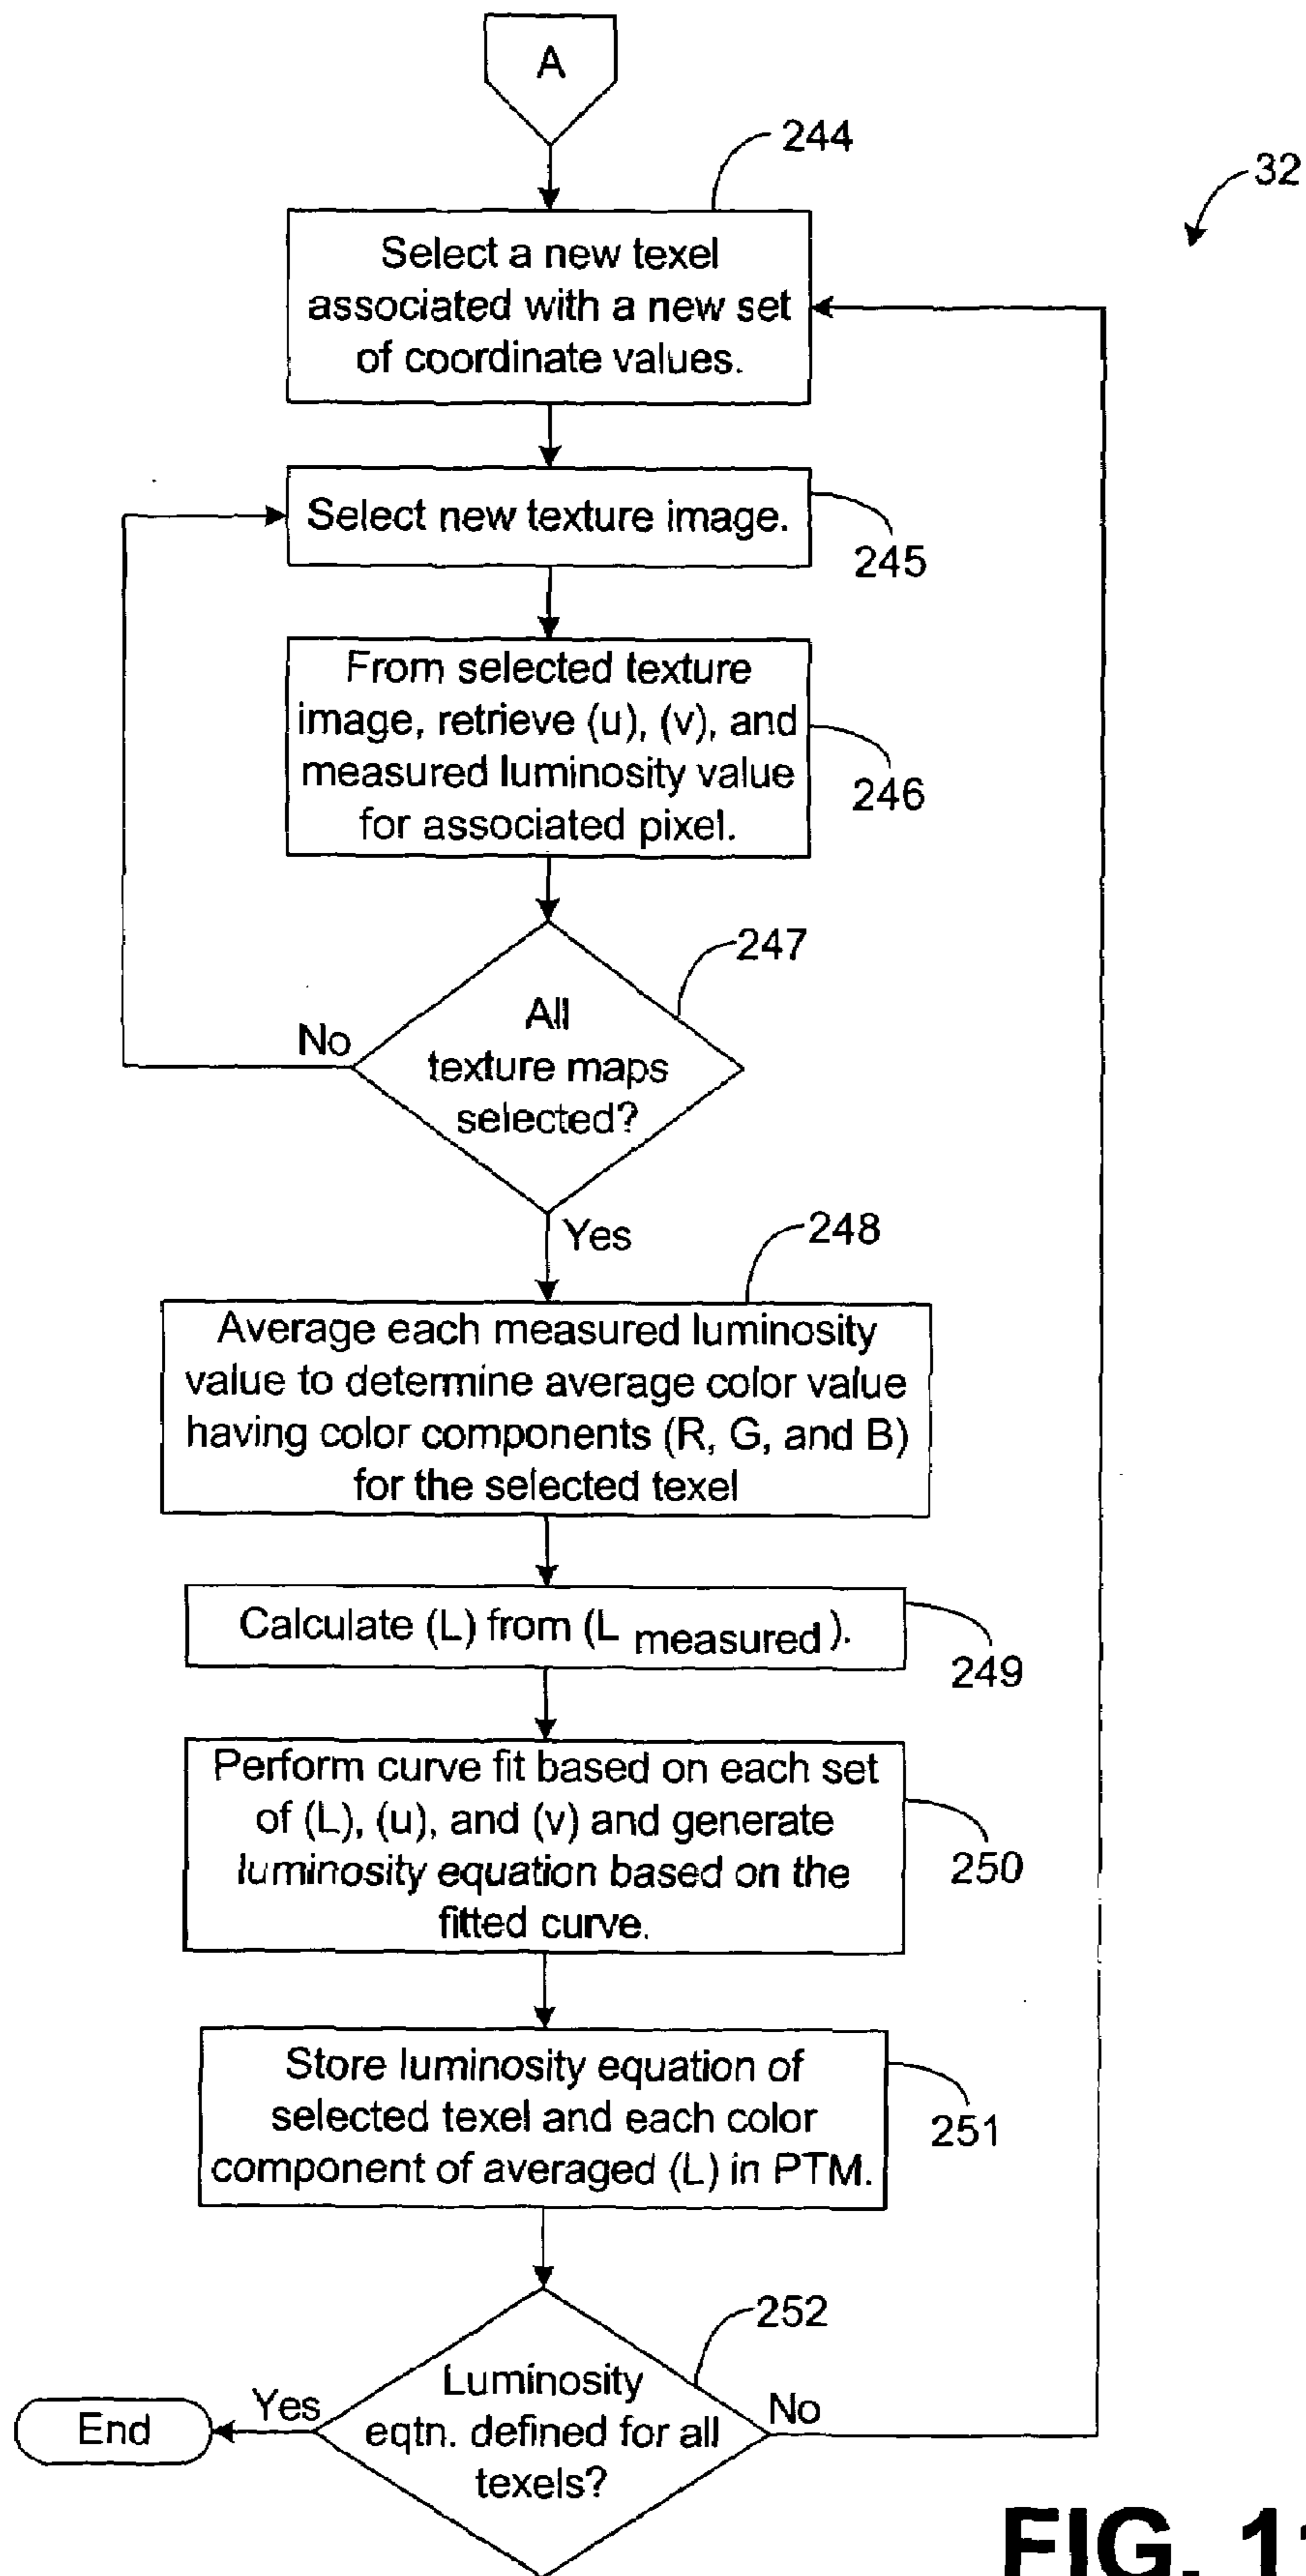 A
244
32
Select a new texel
associated with a new set
of coordinate values.
Select new texture image.
245
From selected texture
image, retrieve (u), (v), and
measured luminosity value
for associated pixel.
246
247
All
texture maps
selected?
No
Yes
248
Average each measured luminosity
value to determine average color value
having color components (R, G, and B)
for the selected texel
Calculate (L) from (L measured).
249
Perform curve fit based on each set
of (L), (u), and (v) and generate
luminosity equation based on the
fitted curve.
250
Store luminosity equation of
selected texel and each color
component of averaged (L) in PTM.
251
252
Luminosity
eqtn. defined for all
texels?
Yes
No
End
FIG.